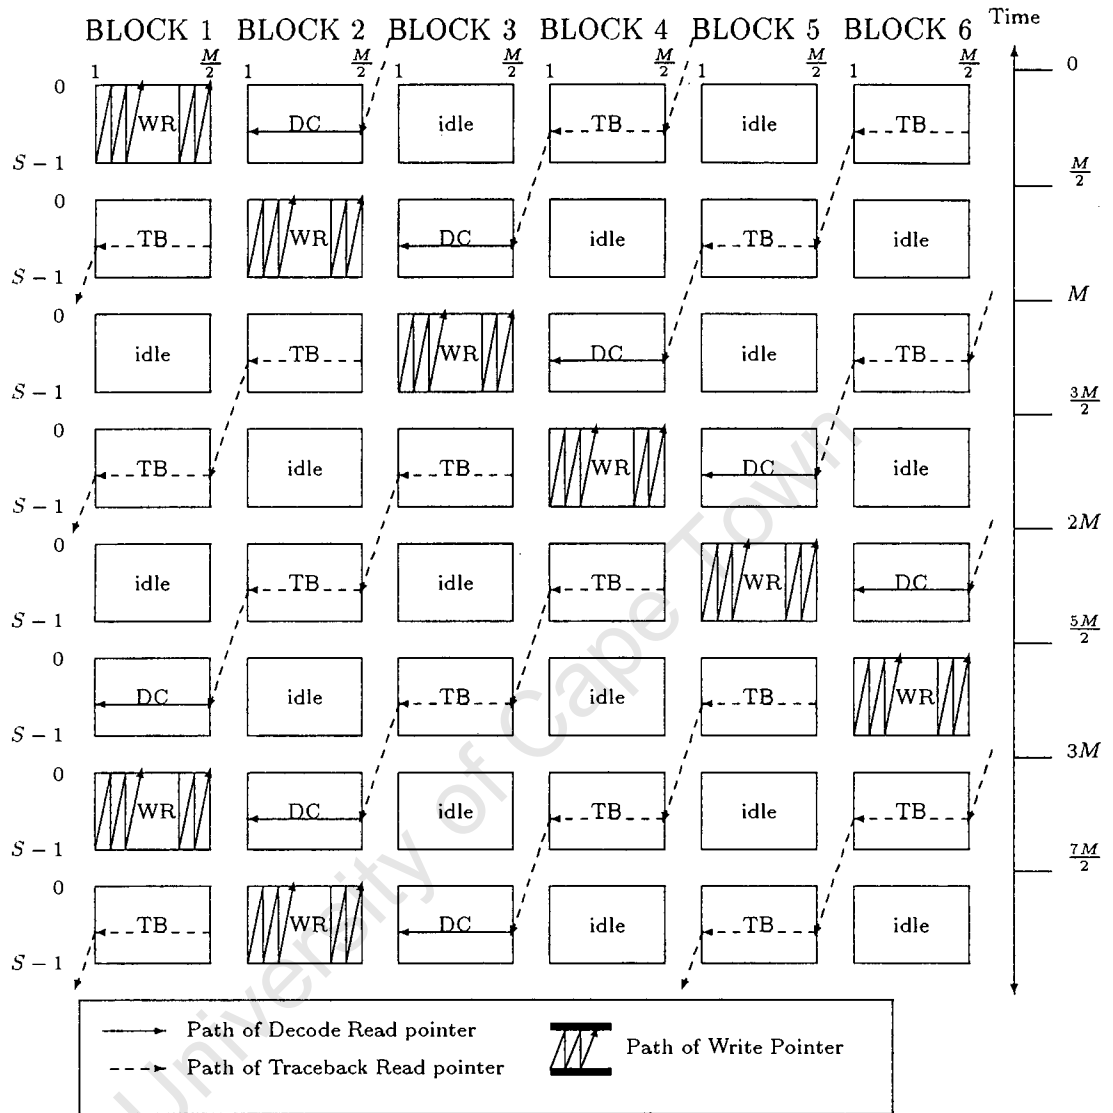 Time
BLOCK 1 BLOCK 2 BLOCK 3 BLOCK 4 BLOCK 5 BLOCK 6
1 M/2 1 M/2 1 M/2 1 M/2 1 M/2 1 M/2
0
0
WR DC idle TB idle TB
S − 1
M/2
0
TB WR DC idle TB idle
S − 1
M
0
idle TB WR DC idle TB
S − 1
3M/2
0
TB idle TB WR DC idle
S − 1
2M
0
idle TB idle TB WR DC
S − 1
5M/2
0
DC idle TB idle TB WR
S − 1
3M
0
WR DC idle TB idle TB
S − 1
7M/2
0
TB WR DC idle TB idle
S − 1
Path of Decode Read pointer
Path of Traceback Read pointer
Path of Write Pointer
University of Cape Town